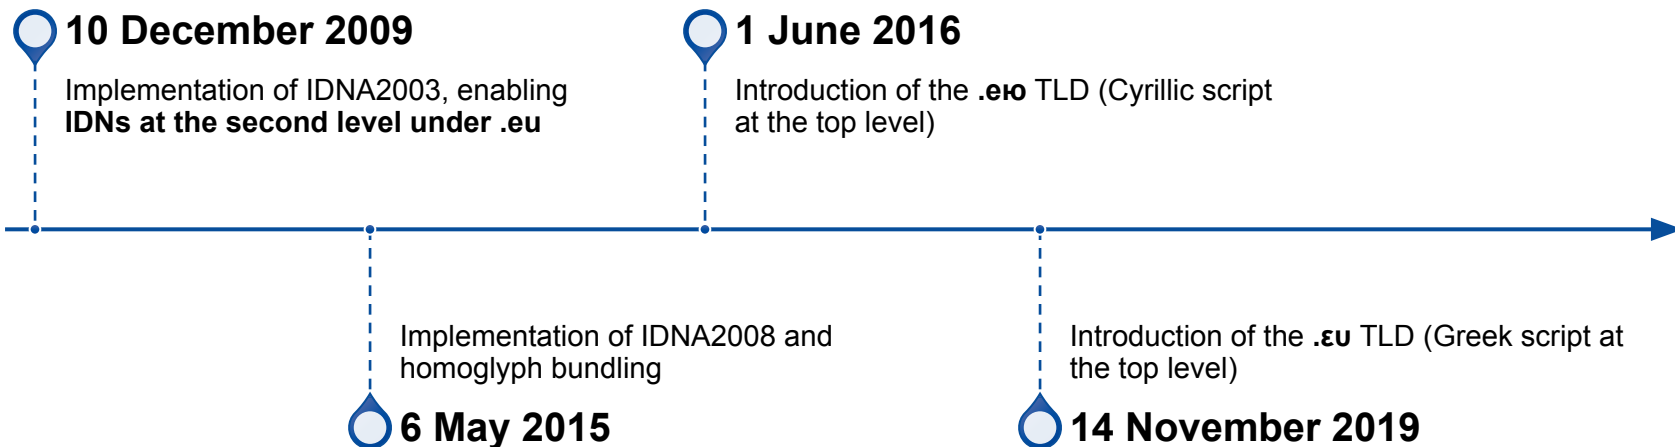 10 December 2009
Implementation of IDNA2003, enabling
IDNs at the second level under .eu
1 June 2016
Introduction of the .ею TLD (Cyrillic script
at the top level)
Implementation of IDNA2008 and
homoglyph bundling
6 May 2015
Introduction of the .ευ TLD (Greek script at
the top level)
14 November 2019